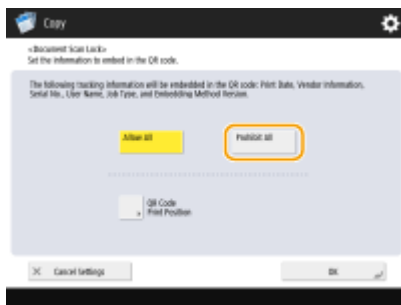 Copy
<Document Scan Lock>
Set the information to embed in the QR code.
The following tracking information will be embedded in the QR code: Print Date, Vendor Information,
Serial No., User Name, Job Type, and Embedding Method Version.
Allow All
Prohibit All
QR Code
Print Position
Cancel Settings
OK